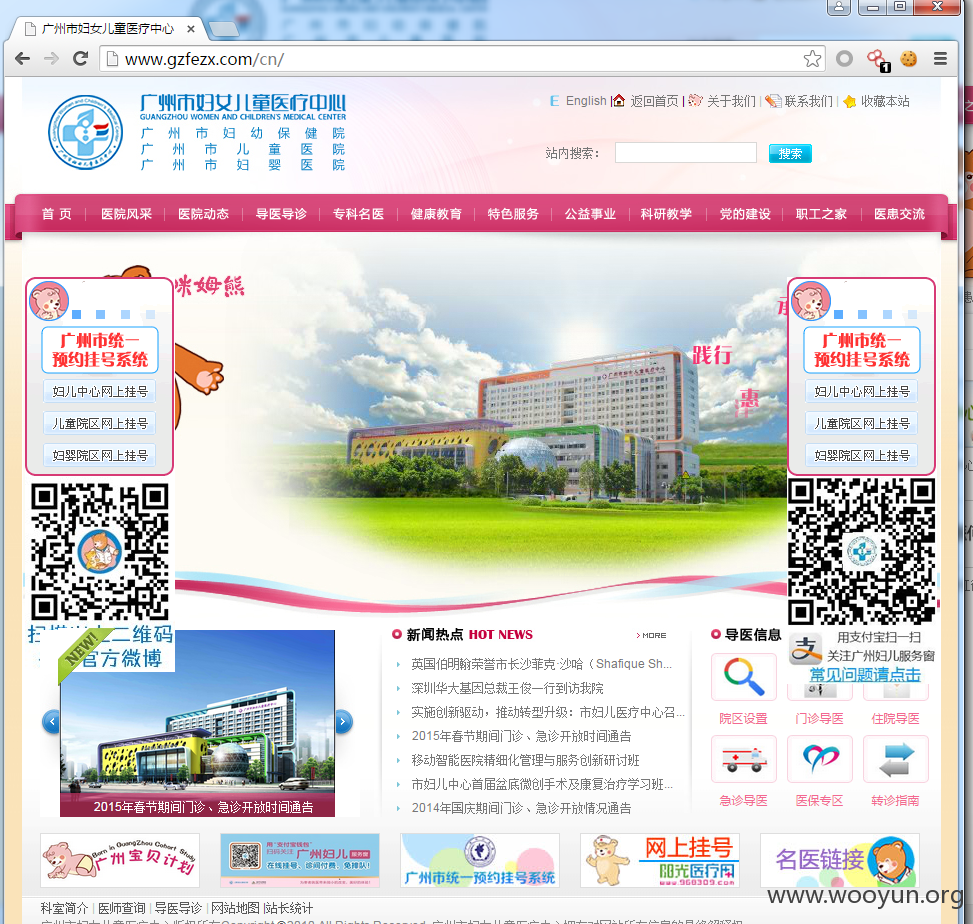 广州市妇女儿童医疗中心
www.gzfezx.com/cn/
1
广州市妇女儿童医疗中心
GUANGZHOU WOMEN AND CHILDREN'S MEDICAL CENTER
广州市妇幼保健院
广州市儿童医院
广州市妇婴医院
E English | 返回首页 | 关于我们 | 联系我们 | 收藏本站
站内搜索：
搜索
首 页 医院风采 医院动态 导医导诊 专科名医 健康教育 特色服务 公益事业 科研教学 党的建设 职工之家 医患交流
咪姆熊
践行
惠
广州市统一
预约挂号系统
妇儿中心网上挂号
儿童院区网上挂号
妇婴院区网上挂号
二维码
官方微博
广州市统一
预约挂号系统
妇儿中心网上挂号
儿童院区网上挂号
妇婴院区网上挂号
用支付宝扫一扫
关注广州妇儿服务窗
常见问题请点击
NEW!
2015年春节期间门诊、急诊开放时间通告
新闻热点 HOT NEWS
MORE
英国伯明翰荣誉市长沙菲克·沙哈（Shafique Sh...
深圳华大基因总裁王俊一行到访我院
实施创新驱动，推动转型升级：市妇儿医疗中心召...
2015年春节期间门诊、急诊开放时间通告
移动智能医院精细化管理与服务创新研讨班
市妇儿中心首届盆底微创手术及康复治疗学习班...
2014年国庆期间门诊、急诊开放情况通告
导医信息
院区设置 门诊导医 住院导医
急诊导医 医保专区 转诊指南
Born in GuangZhou Cohort Study
广州宝贝计划
广州妇儿
在线挂号、诊间付费、免排队！
广州市统一预约挂号系统
网上挂号
阳光医疗网
www.960309.com
名医链接
科室简介 | 医师查询 | 导医导诊 | 网站地图 | 站长统计
www.wooyun.org